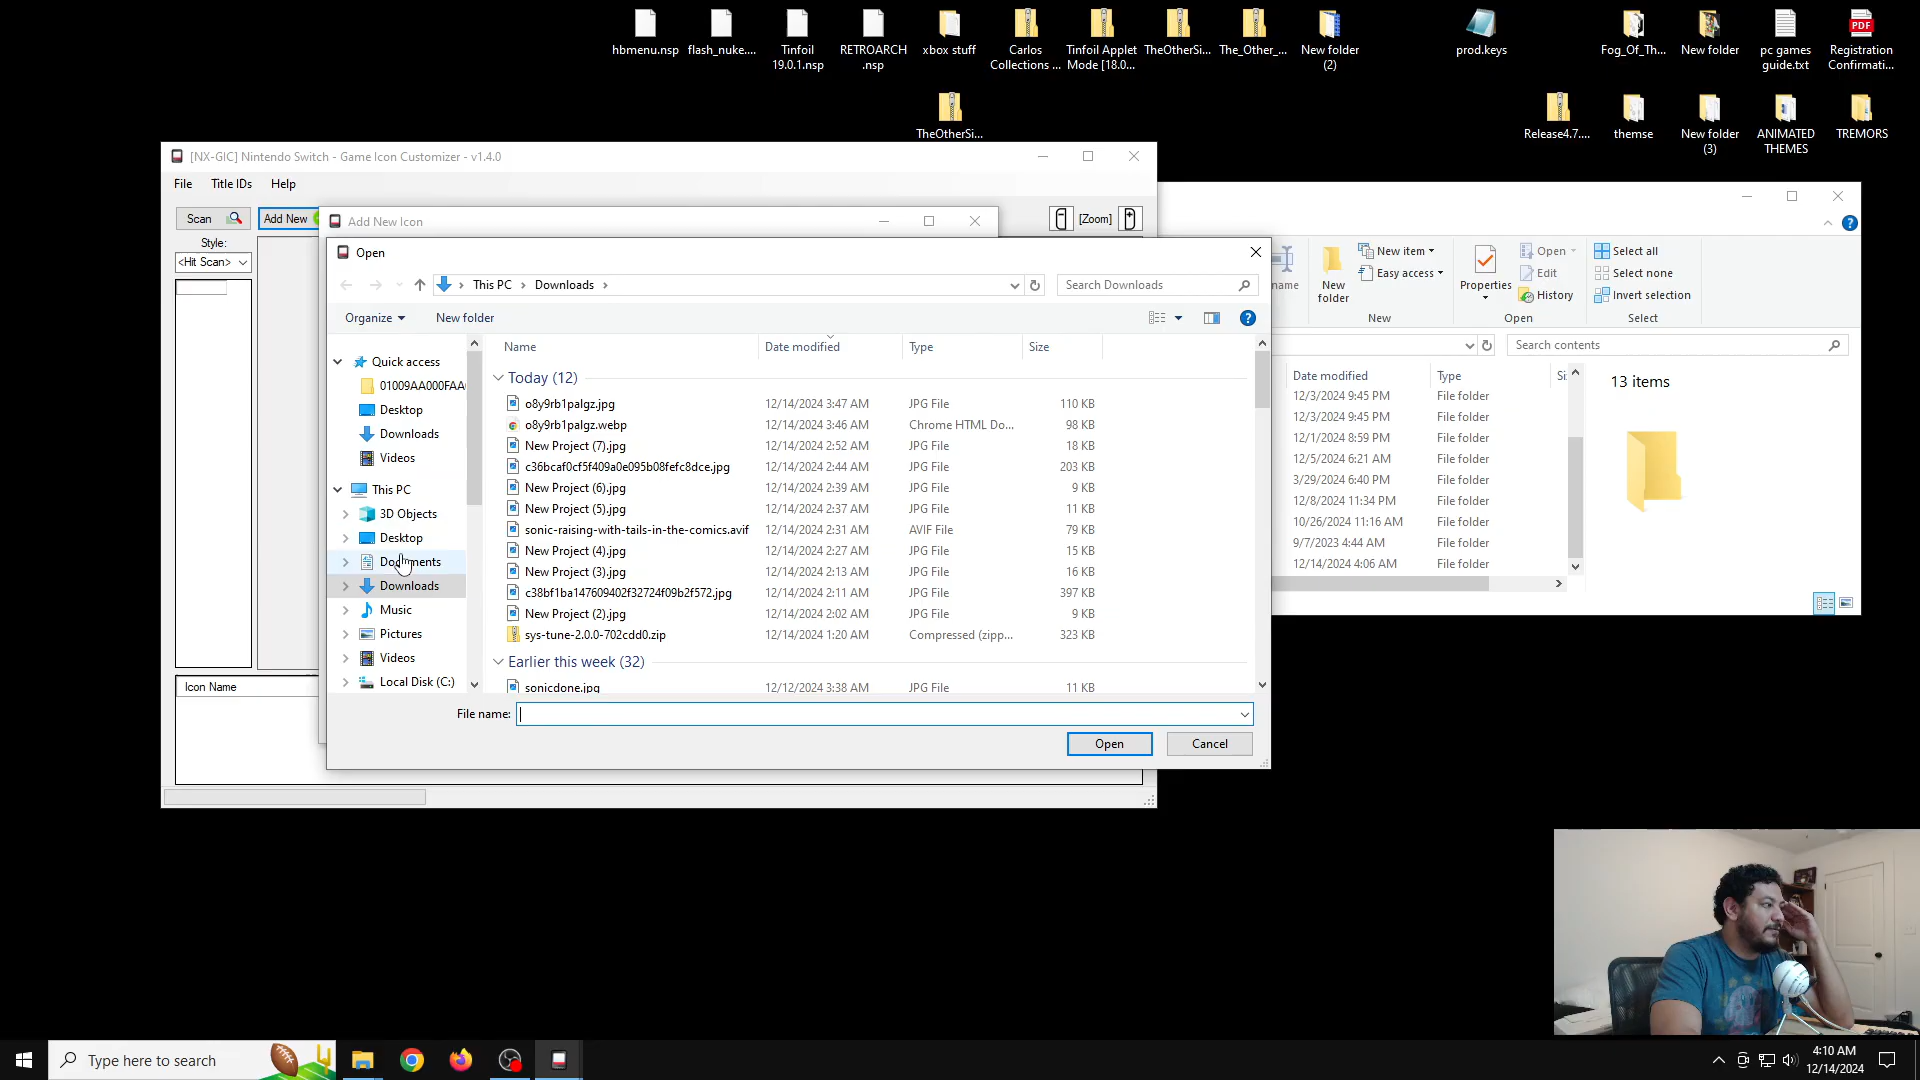 hbmenu.nsp
flash_nuke....
Tinfoil
19.0.1.nsp
RETROARCH
.nsp
xbox stuff
Carlos
Collections ...
Tinfoil Applet
Mode [18.0...
TheOtherSi...
The_Other_...
New folder
(2)
prod.keys
Fog_Of_Th...
New folder
pc games
guide.txt
PDF
Registration
Confirmati...
TheOtherSi...
Release4.7....
themse
New folder
(3)
ANIMATED
THEMES
TREMORS
[NX-GIC] Nintendo Switch - Game Icon Customizer - v1.4.0
File
Title IDs
Help
Scan
Add New
[Zoom]
Style:
<Hit Scan>
Icon Name
Add New Icon
Open
This PC
Downloads
Search Downloads
Organize
New folder
Quick access
01009AA000FAA
Desktop
Downloads
Videos
This PC
3D Objects
Desktop
Documents
Downloads
Music
Pictures
Videos
Local Disk (C:)
Name Date modified Type Size
Today (12)
o8y9rb1palgz.jpg 12/14/2024 3:47 AM JPG File 110 KB
o8y9rb1palgz.webp 12/14/2024 3:46 AM Chrome HTML Do... 98 KB
New Project (7).jpg 12/14/2024 2:52 AM JPG File 18 KB
c36bcaf0cf5f409a0e095b08fefc8dce.jpg 12/14/2024 2:44 AM JPG File 203 KB
New Project (6).jpg 12/14/2024 2:39 AM JPG File 9 KB
New Project (5).jpg 12/14/2024 2:37 AM JPG File 11 KB
sonic-raising-with-tails-in-the-comics.avif 12/14/2024 2:31 AM AVIF File 79 KB
New Project (4).jpg 12/14/2024 2:27 AM JPG File 15 KB
New Project (3).jpg 12/14/2024 2:13 AM JPG File 16 KB
c38bf1ba147609402f32724f09b2f572.jpg 12/14/2024 2:11 AM JPG File 397 KB
New Project (2).jpg 12/14/2024 2:02 AM JPG File 9 KB
sys-tune-2.0.0-702cdd0.zip 12/14/2024 1:20 AM Compressed (zipp... 323 KB
Earlier this week (32)
sonicdone.jpg 12/12/2024 3:38 AM JPG File 11 KB
File name:
Open
Cancel
name
New
folder
New item
Easy access
New
Properties
Open
Edit
History
Open
Select all
Select none
Invert selection
Select
Search contents
Date modified Type Si
12/3/2024 9:45 PM File folder
12/3/2024 9:45 PM File folder
12/1/2024 8:59 PM File folder
12/5/2024 6:21 AM File folder
3/29/2024 6:40 PM File folder
12/8/2024 11:34 PM File folder
10/26/2024 11:16 AM File folder
9/7/2023 4:44 AM File folder
12/14/2024 4:06 AM File folder
13 items
Type here to search
4:10 AM
12/14/2024